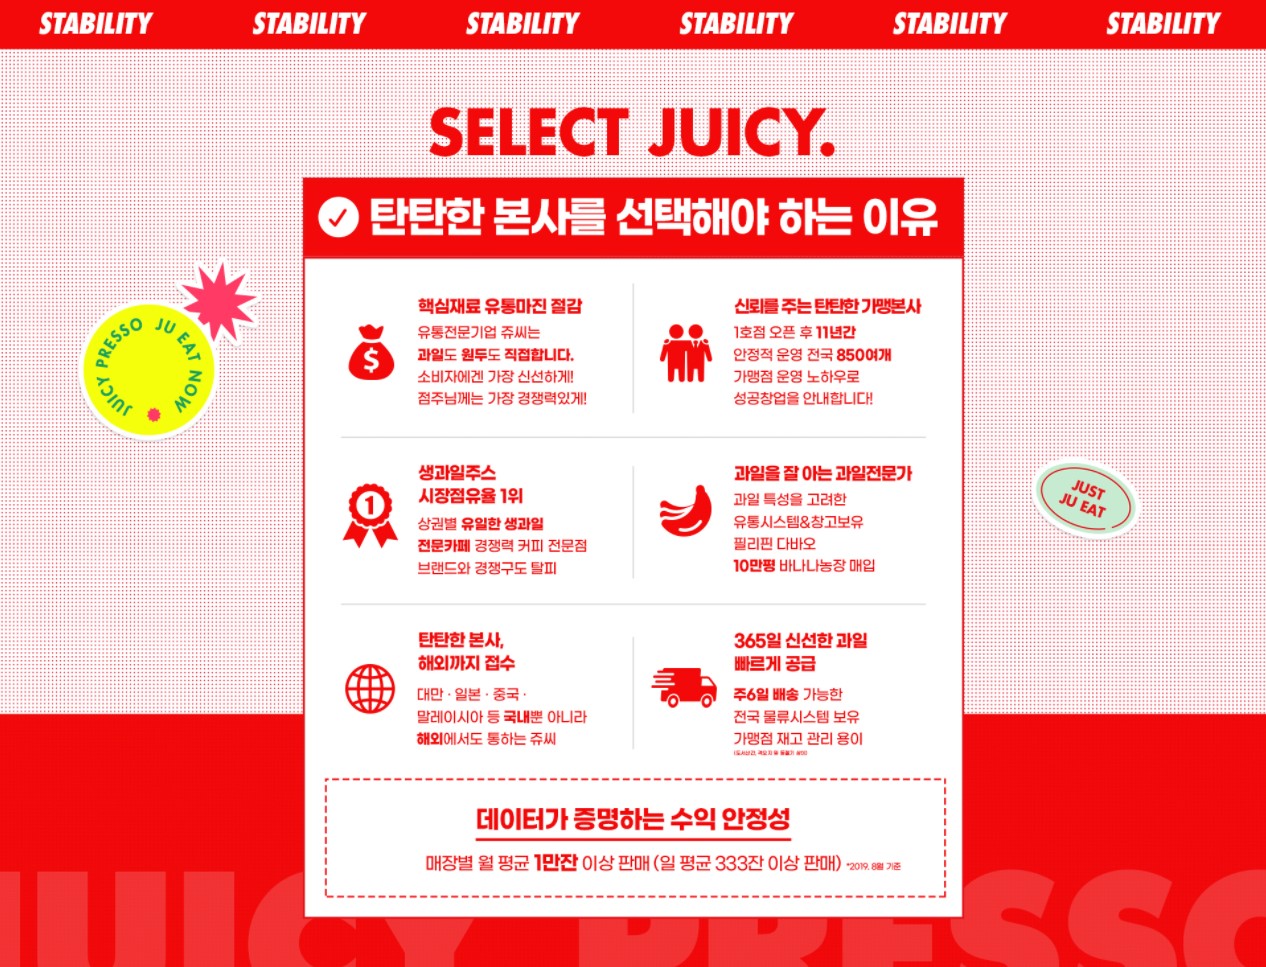 STABILITY STABILITY STABILITY STABILITY STABILITY STABILITY
SELECT JUICY.
탄탄한 본사를 선택해야 하는 이유
핵심재료 유통마진 절감
유통전문기업 쥬씨는
과일도 원두도 직접합니다.
소비자에겐 가장 신선하게!
점주님께는 가장 경쟁력있게!
신뢰를 주는 탄탄한 가맹본사
1호점 오픈 후 11년간
안정적 운영 전국 850여개
가맹점 운영 노하우로
성공창업을 안내합니다!
JUICY PRESSO JU EAT NOW
생과일주스
시장점유율 1위
1
상권별 유일한 생과일
전문카페 경쟁력 커피 전문점
브랜드와 경쟁구도 탈피
과일을 잘 아는 과일전문가
과일 특성을 고려한
유통시스템&창고보유
필리핀 다바오
10만평 바나나농장 매입
JUST
JU EAT
탄탄한 본사,
해외까지 접수
대만 · 일본 · 중국 ·
말레이시아 등 국내뿐 아니라
해외에서도 통하는 쥬씨
365일 신선한 과일
빠르게 공급
주6일 배송 가능한
전국 물류시스템 보유
가맹점 재고 관리 용이
데이터가 증명하는 수익 안정성
매장별 월 평균 1만잔 이상 판매 (일 평균 333잔 이상 판매) *2019. 8월 기준
JUICY PRESSO